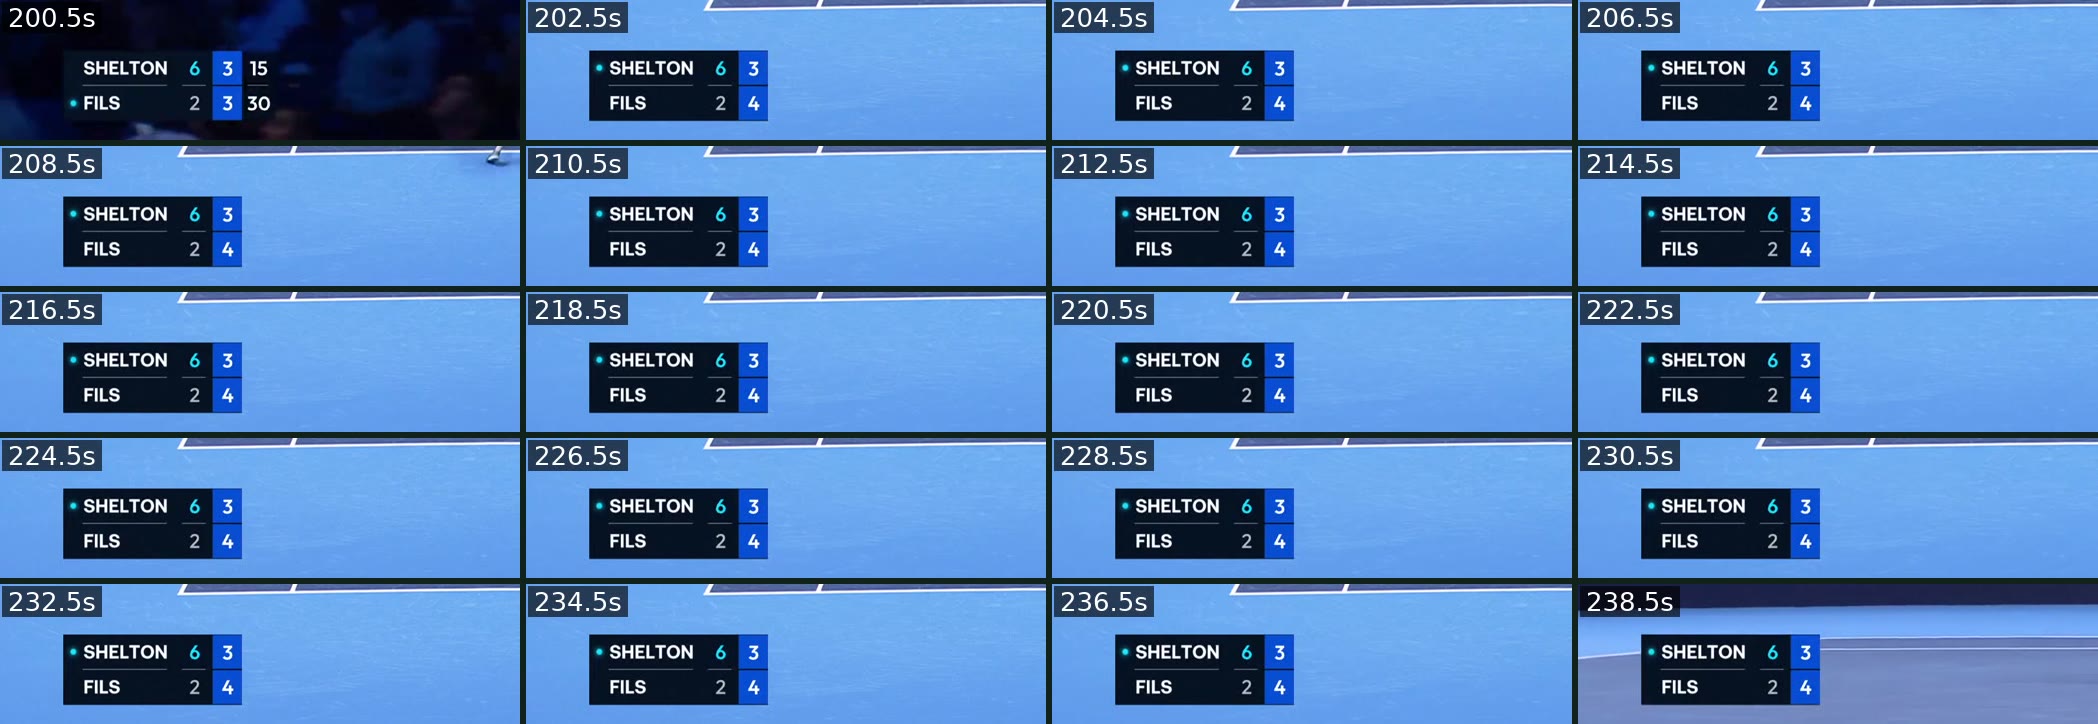 200.5s
SHELTON 6 3 15
• FILS 2 3 30
202.5s
• SHELTON 6 3
FILS 2 4
204.5s
• SHELTON 6 3
FILS 2 4
206.5s
• SHELTON 6 3
FILS 2 4
208.5s
• SHELTON 6 3
FILS 2 4
210.5s
• SHELTON 6 3
FILS 2 4
212.5s
• SHELTON 6 3
FILS 2 4
214.5s
• SHELTON 6 3
FILS 2 4
216.5s
• SHELTON 6 3
FILS 2 4
218.5s
• SHELTON 6 3
FILS 2 4
220.5s
• SHELTON 6 3
FILS 2 4
222.5s
• SHELTON 6 3
FILS 2 4
224.5s
• SHELTON 6 3
FILS 2 4
226.5s
• SHELTON 6 3
FILS 2 4
228.5s
• SHELTON 6 3
FILS 2 4
230.5s
• SHELTON 6 3
FILS 2 4
232.5s
• SHELTON 6 3
FILS 2 4
234.5s
• SHELTON 6 3
FILS 2 4
236.5s
• SHELTON 6 3
FILS 2 4
238.5s
• SHELTON 6 3
FILS 2 4